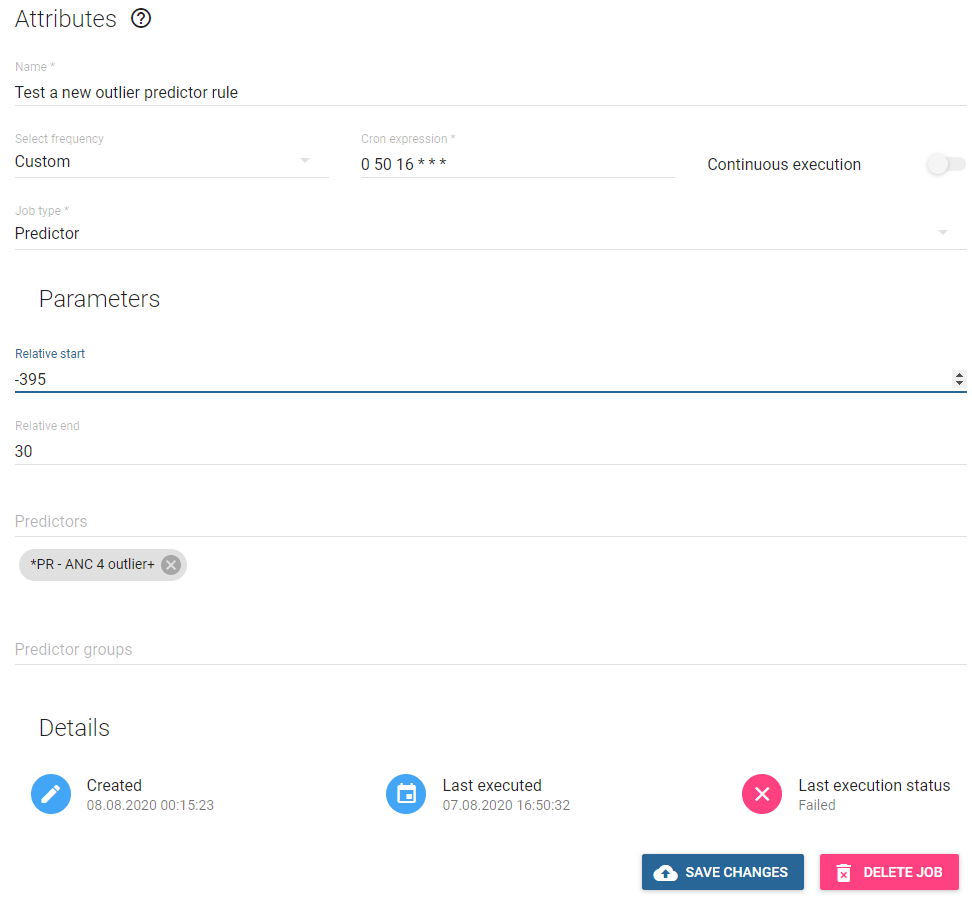 Attributes ?
Name *
Test a new outlier predictor rule
Select frequency
Custom
Cron expression *
0 50 16 * * *
Continuous execution
Job type *
Predictor
Parameters
Relative start
-395
Relative end
30
Predictors
*PR - ANC 4 outlier+
Predictor groups
Details
Created
08.08.2020 00:15:23
Last executed
07.08.2020 16:50:32
Last execution status
Failed
SAVE CHANGES
DELETE JOB